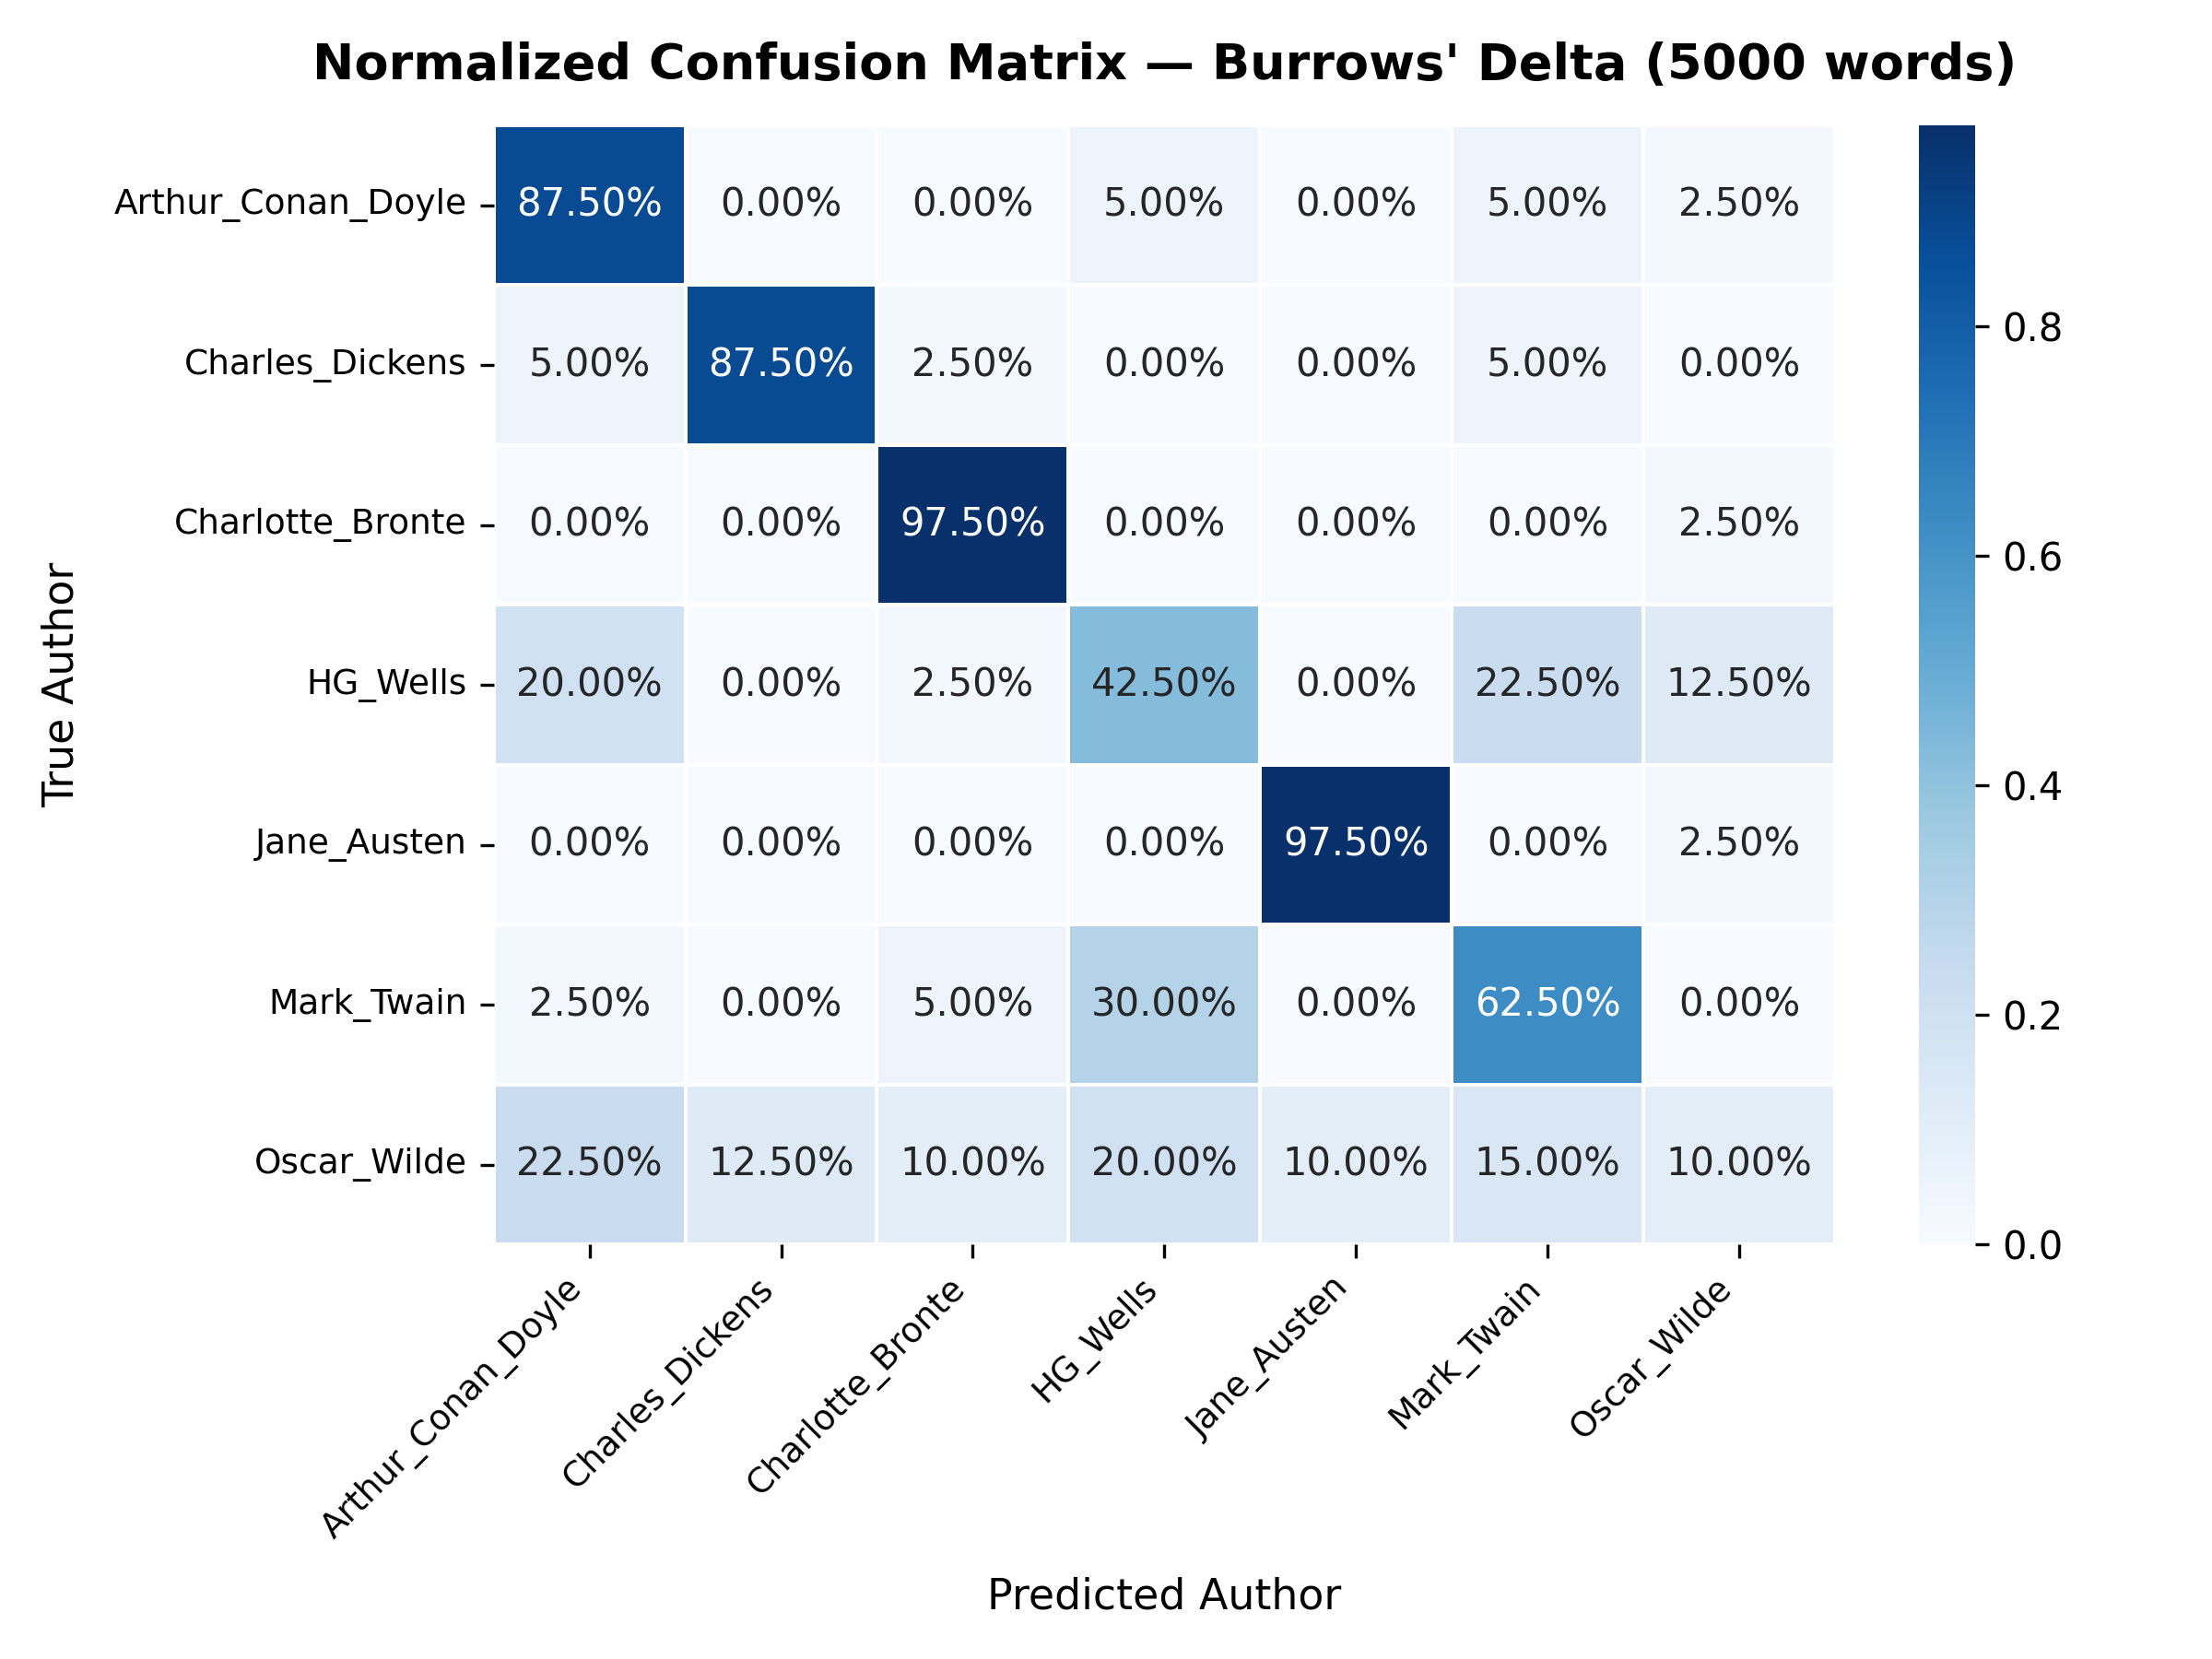 Normalized Confusion Matrix — Burrows' Delta (5000 words)
True Author
Arthur_Conan_Doyle 87.50% 0.00% 0.00% 5.00% 0.00% 5.00% 2.50%
Charles_Dickens 5.00% 87.50% 2.50% 0.00% 0.00% 5.00% 0.00%
Charlotte_Bronte 0.00% 0.00% 97.50% 0.00% 0.00% 0.00% 2.50%
HG_Wells 20.00% 0.00% 2.50% 42.50% 0.00% 22.50% 12.50%
Jane_Austen 0.00% 0.00% 0.00% 0.00% 97.50% 0.00% 2.50%
Mark_Twain 2.50% 0.00% 5.00% 30.00% 0.00% 62.50% 0.00%
Oscar_Wilde 22.50% 12.50% 10.00% 20.00% 10.00% 15.00% 10.00%
Arthur_Conan_Doyle Charles_Dickens Charlotte_Bronte HG_Wells Jane_Austen Mark_Twain Oscar_Wilde
Predicted Author
0.8
0.6
0.4
0.2
0.0